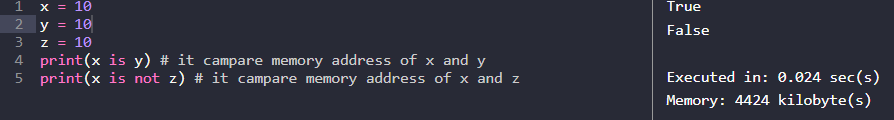 1 x = 10
2 y = 10
3 z = 10
4 print(x is y) # it campare memory address of x and y
5 print(x is not z) # it campare memory address of x and z
True
False
Executed in: 0.024 sec(s)
Memory: 4424 kilobyte(s)